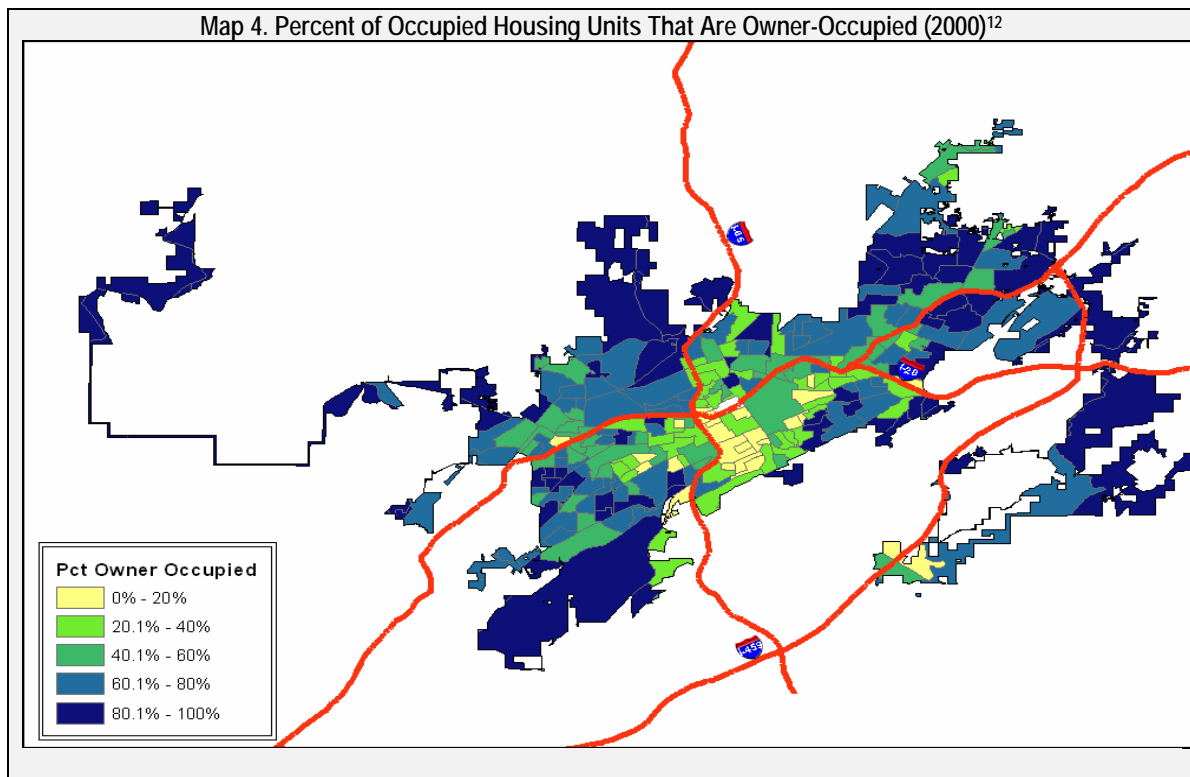 Map 4. Percent of Occupied Housing Units That Are Owner-Occupied (2000)¹²
I-65
I-20
I-459
Pct Owner Occupied
0% - 20%
20.1% - 40%
40.1% - 60%
60.1% - 80%
80.1% - 100%